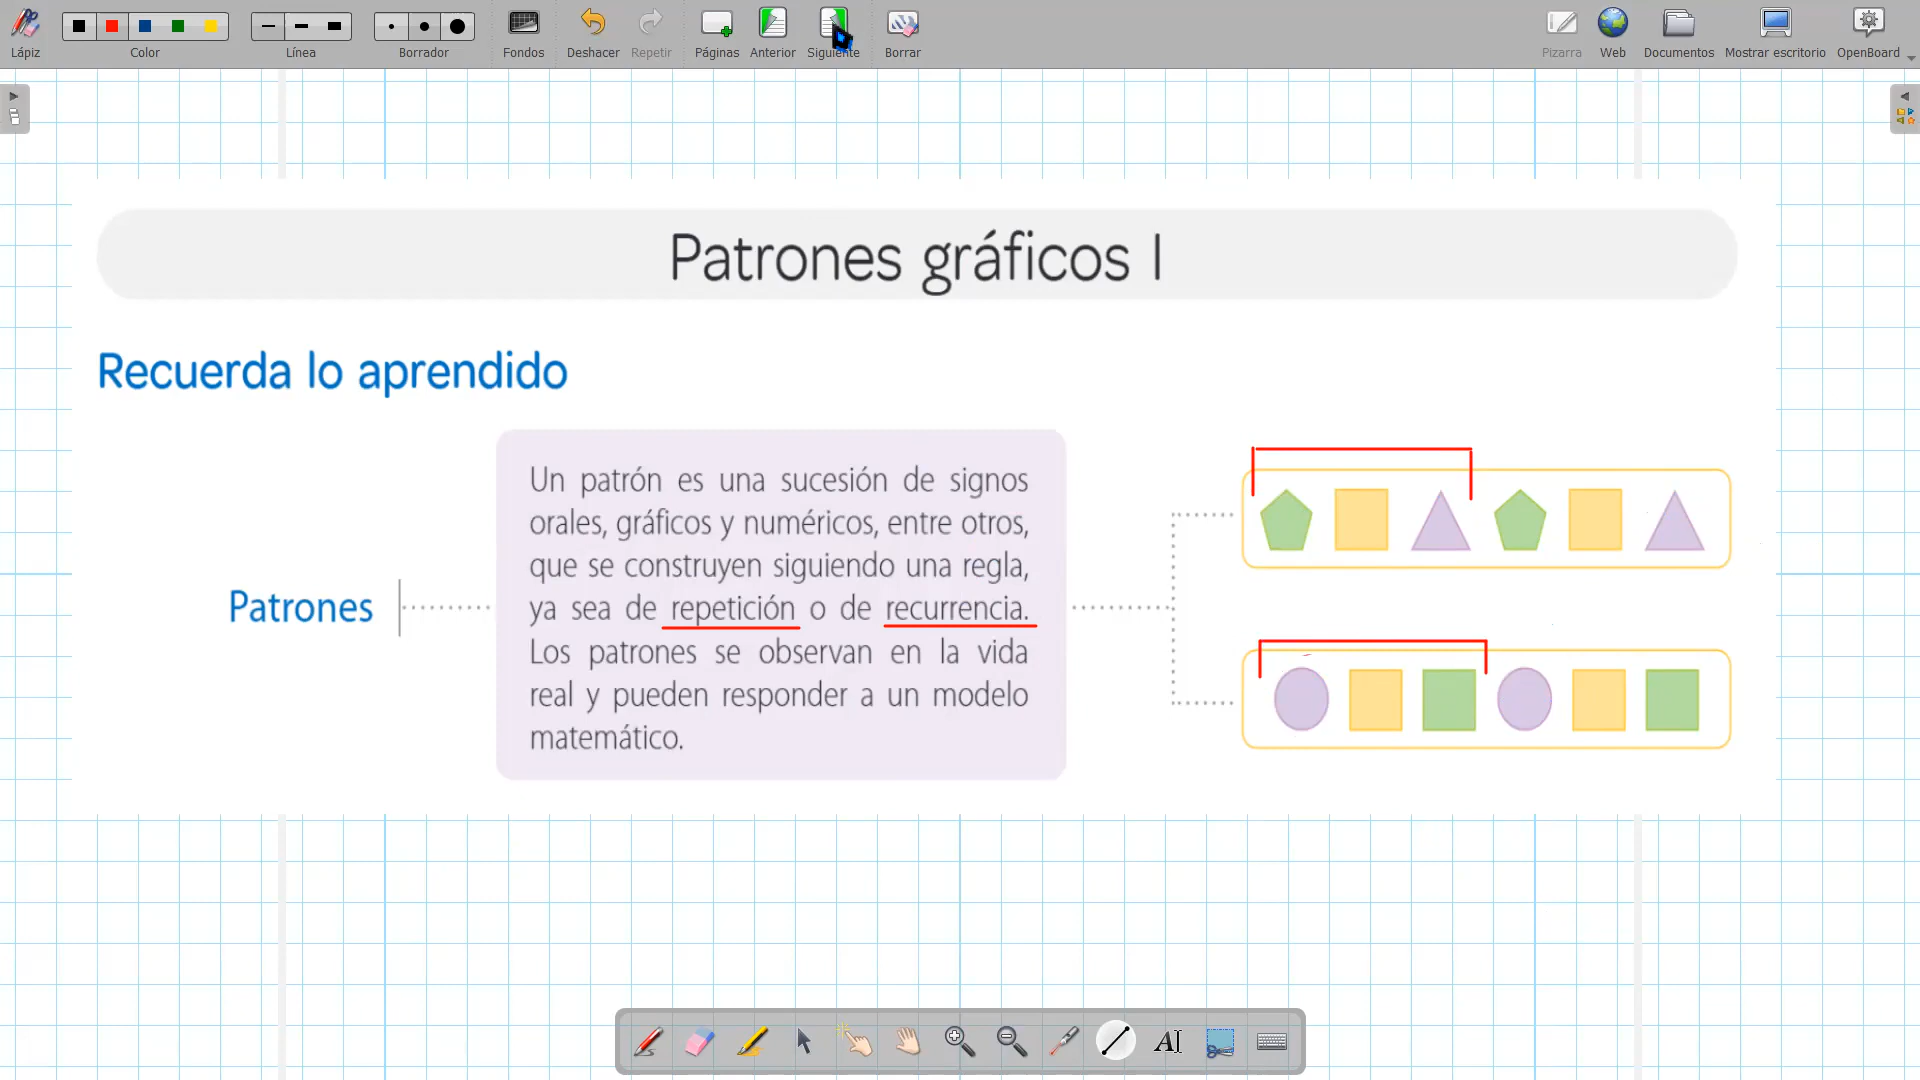 Lápiz
Color
Línea
Borrador
Fondos
Deshacer
Repetir
Páginas
Anterior
Siguiente
Borrar
Pizarra
Web
Documentos
Mostrar escritorio
OpenBoard
Patrones gráficos I
Recuerda lo aprendido
Patrones
Un patrón es una sucesión de signos
orales, gráficos y numéricos, entre otros,
que se construyen siguiendo una regla,
ya sea de repetición o de recurrencia.
Los patrones se observan en la vida
real y pueden responder a un modelo
matemático.